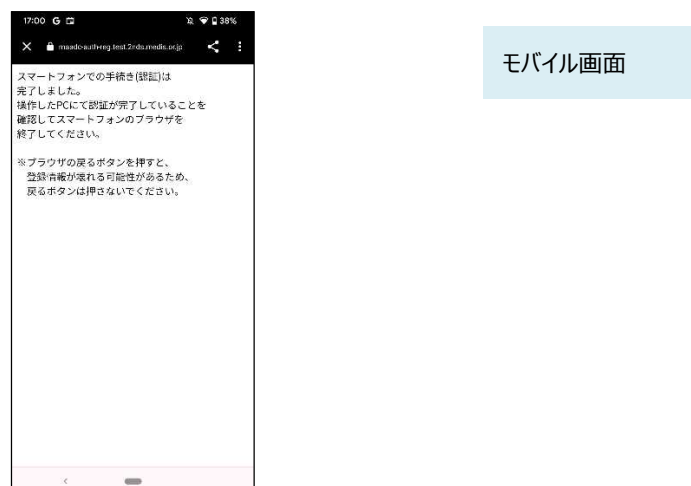 17:00 G 38%
maado-auth-reg.test.2nds.medis.or.jp
スマートフォンでの手続き(認証)は
完了しました。
操作したPCにて認証が完了していることを
確認してスマートフォンのブラウザを
終了してください。
※ブラウザの戻るボタンを押すと、
登録情報が壊れる可能性があるため、
戻るボタンは押さないでください。
モバイル画面